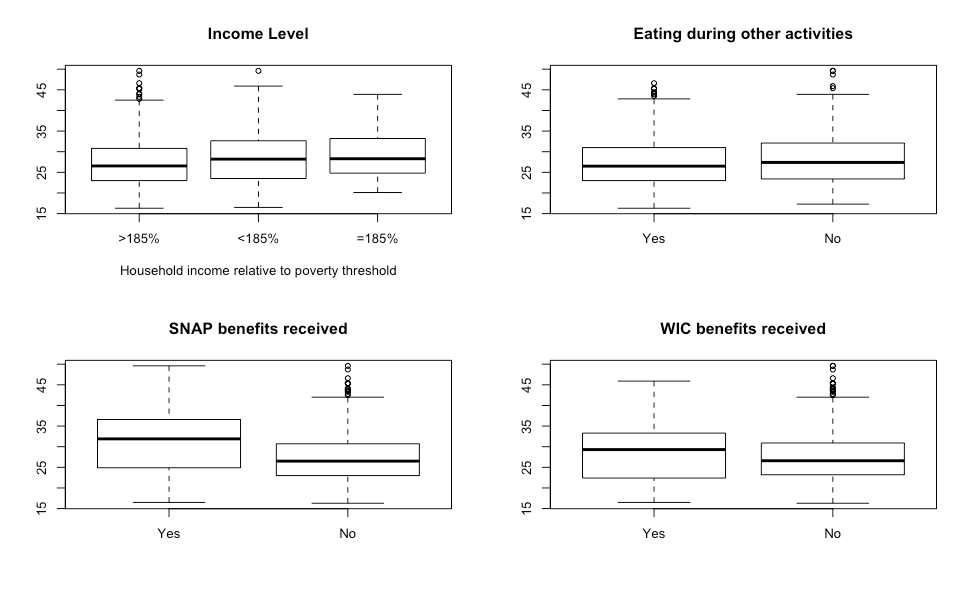 Income Level
45
35
25
15
>185%
<185%
=185%
Household income relative to poverty threshold
Eating during other activities
45
35
25
15
Yes
No
SNAP benefits received
45
35
25
15
Yes
No
WIC benefits received
45
35
25
15
Yes
No